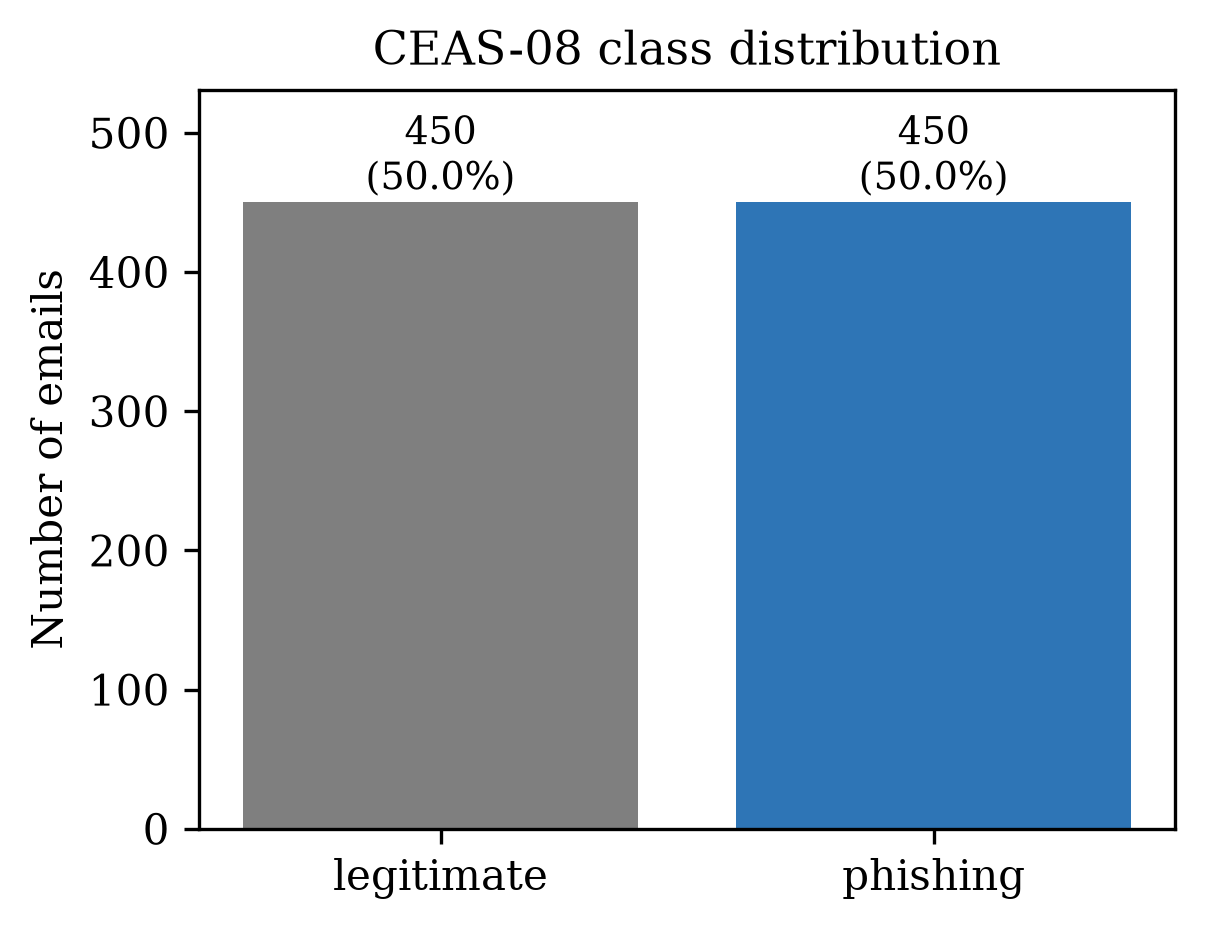 CEAS-08 class distribution
450
(50.0%)
450
(50.0%)
500
400
300
200
100
0
Number of emails
legitimate
phishing